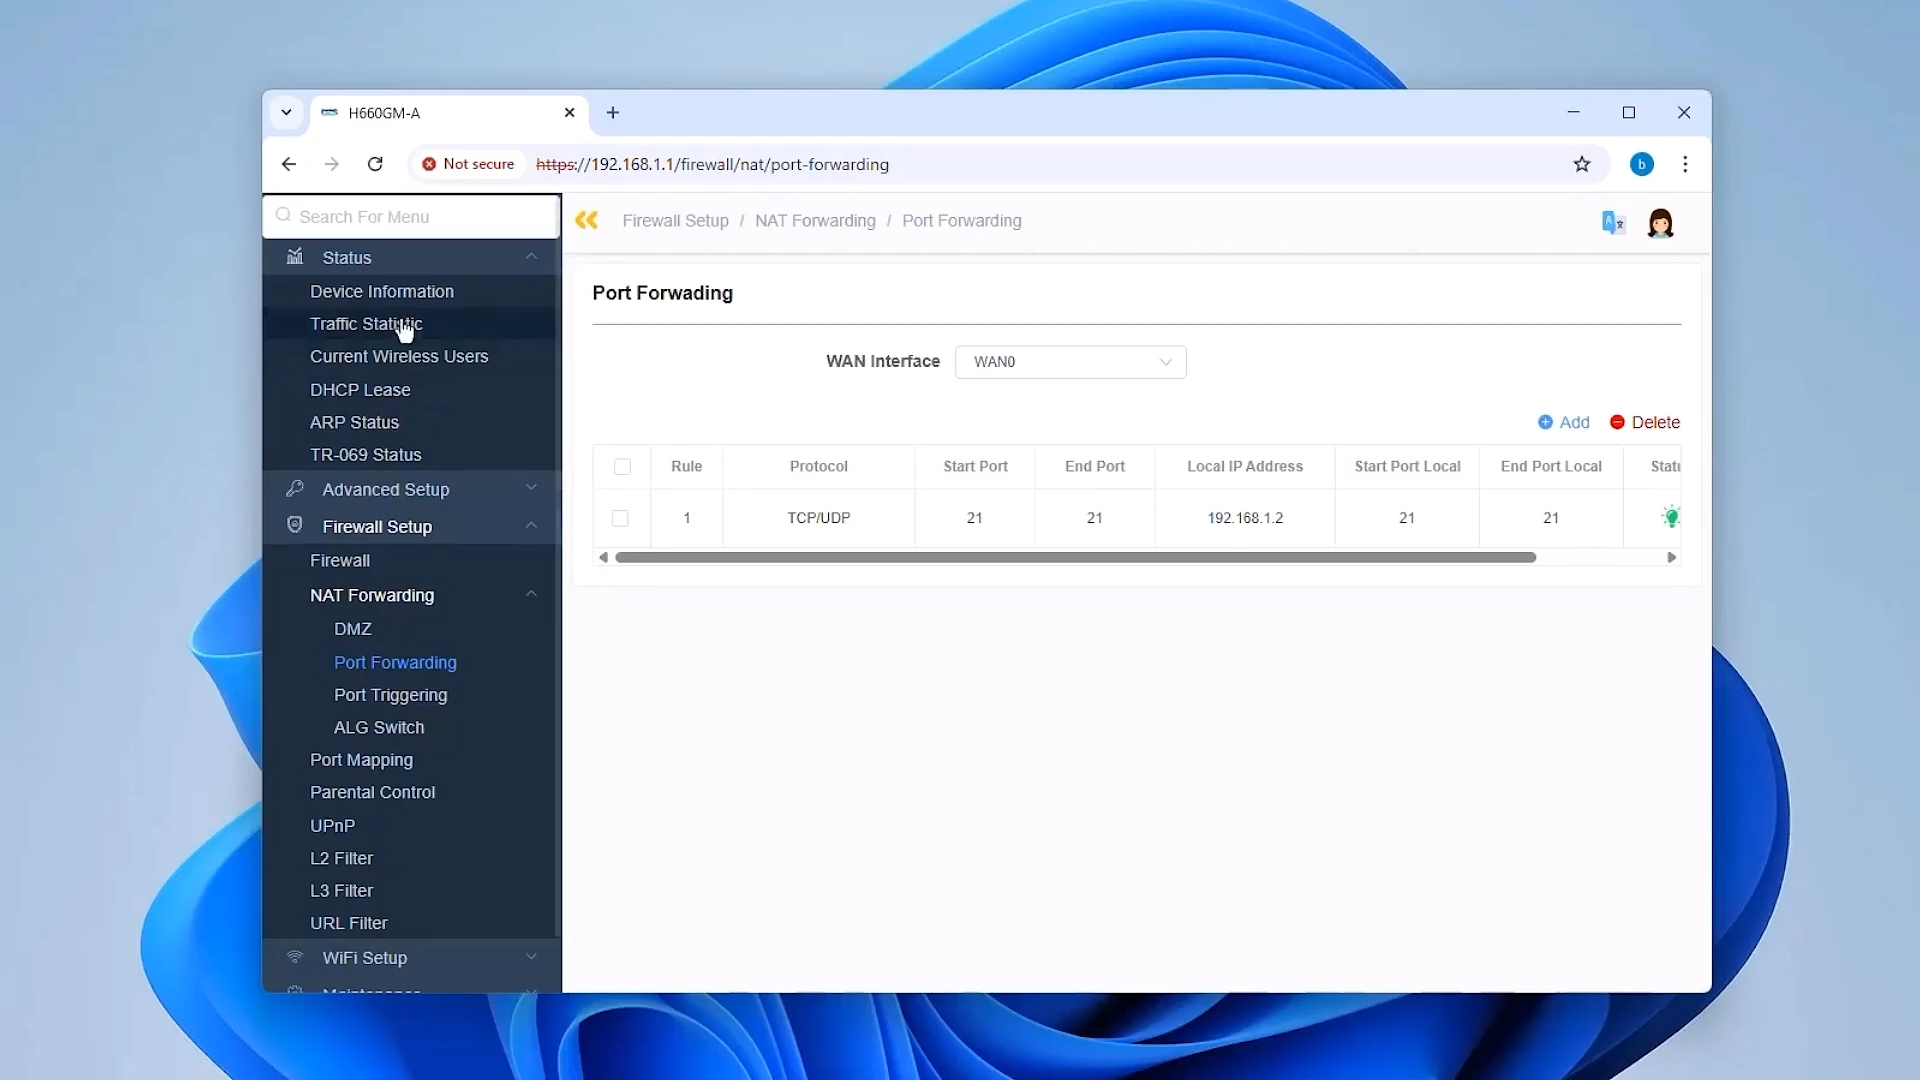 H660GM-A
Not secure
https://192.168.1.1/firewall/nat/port-forwarding
b
Search For Menu
Firewall Setup / NAT Forwarding / Port Forwarding
Status
Device Information
Traffic Statistic
Current Wireless Users
DHCP Lease
ARP Status
TR-069 Status
Advanced Setup
Firewall Setup
Firewall
NAT Forwarding
DMZ
Port Forwarding
Port Triggering
ALG Switch
Port Mapping
Parental Control
UPnP
L2 Filter
L3 Filter
URL Filter
WiFi Setup
Maintenance
Port Forwading
WAN Interface WAN0
Add Delete
Rule Protocol Start Port End Port Local IP Address Start Port Local End Port Local Statu
1 TCP/UDP 21 21 192.168.1.2 21 21